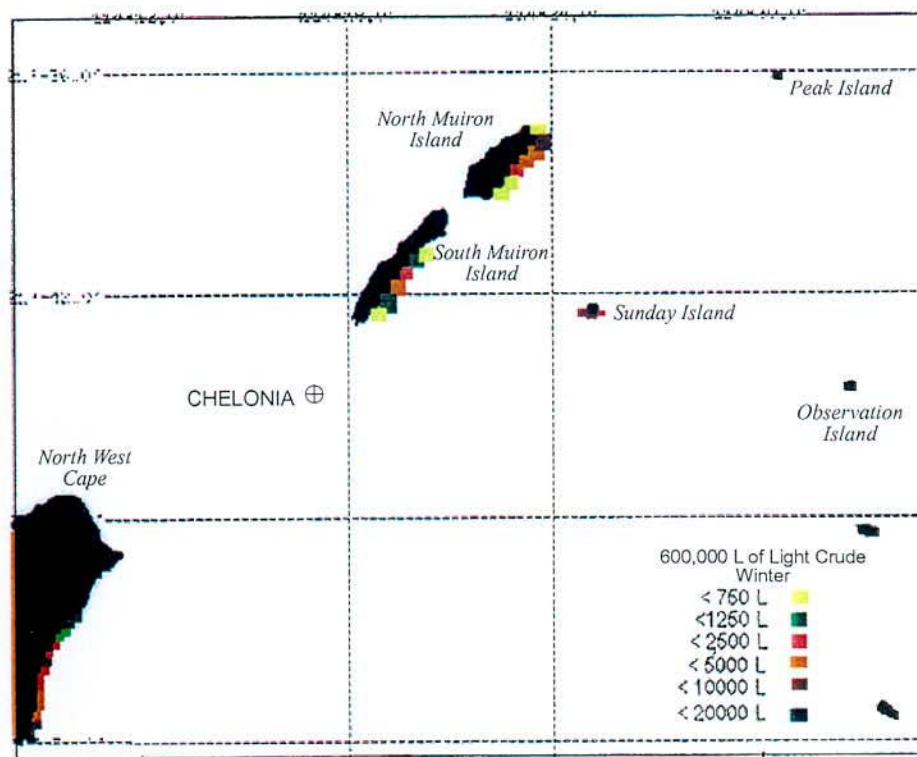 Peak Island
North Muiron
Island
South Muiron
Island
Sunday Island
CHELONIA
Observation
Island
North West
Cape
600,000 L of Light Crude
Winter
< 750 L
<1250 L
< 2500 L
< 5000 L
< 10000 L
< 20000 L